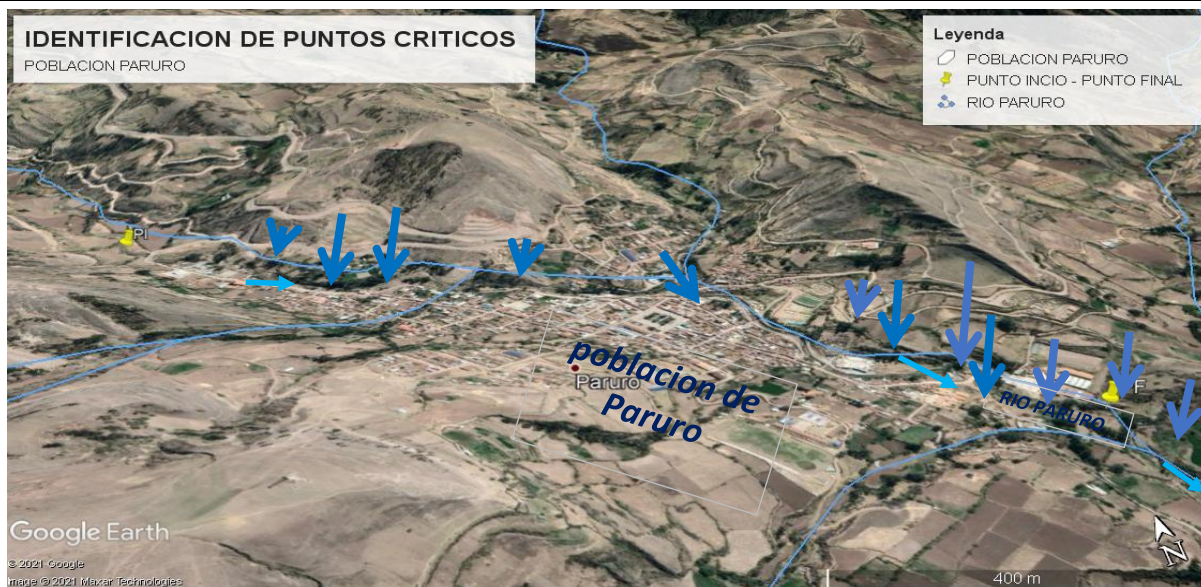 IDENTIFICACION DE PUNTOS CRITICOS
POBLACION PARURO
Leyenda
POBLACION PARURO
PUNTO INCIO - PUNTO FINAL
RIO PARURO
PI
poblacion de
Paruro
Paruro
RIO PARURO
F
Google Earth
© 2021 Google
Image © 2021 Maxar Technologies
400 m
N